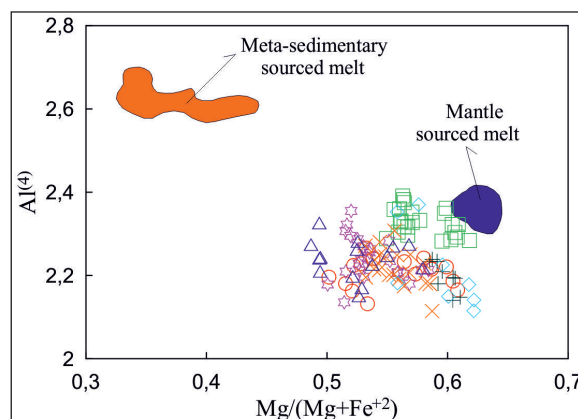 2,8
2,6
2,4
2,2
2
Al(4)
Meta-sedimentary
sourced melt
Mantle
sourced melt
0,3
0,4
0,5
0,6
0,7
Mg/(Mg+Fe+2)